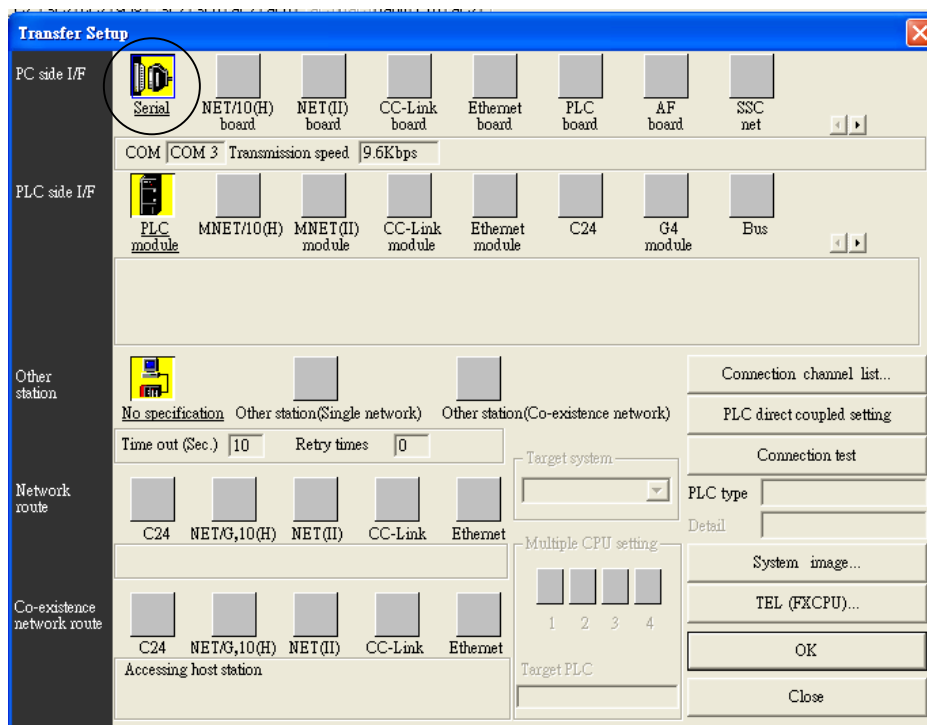 Transfer Setup
PC side I/F
Serial
NET/10(H) board
NET(II) board
CC-Link board
Ethernet board
PLC board
AF board
SSC net
COM COM 3 Transmission speed 9.6Kbps
PLC side I/F
PLC module
MNET/10(H)
MNET(II) module
CC-Link module
Ethernet module
C24
G4 module
Bus
Other station
No specification
Other station(Single network)
Other station(Co-existence network)
Time out (Sec.) 10 Retry times 0
Connection channel list...
PLC direct coupled setting
Connection test
PLC type
Detail
System image...
TEL (FXCPU)...
OK
Close
Target system
Multiple CPU setting
1 2 3 4
Target PLC
Network route
C24 NET/G,10(H) NET(II) CC-Link Ethernet
Co-existence network route
C24 NET/G,10(H) NET(II) CC-Link Ethernet
Accessing host station